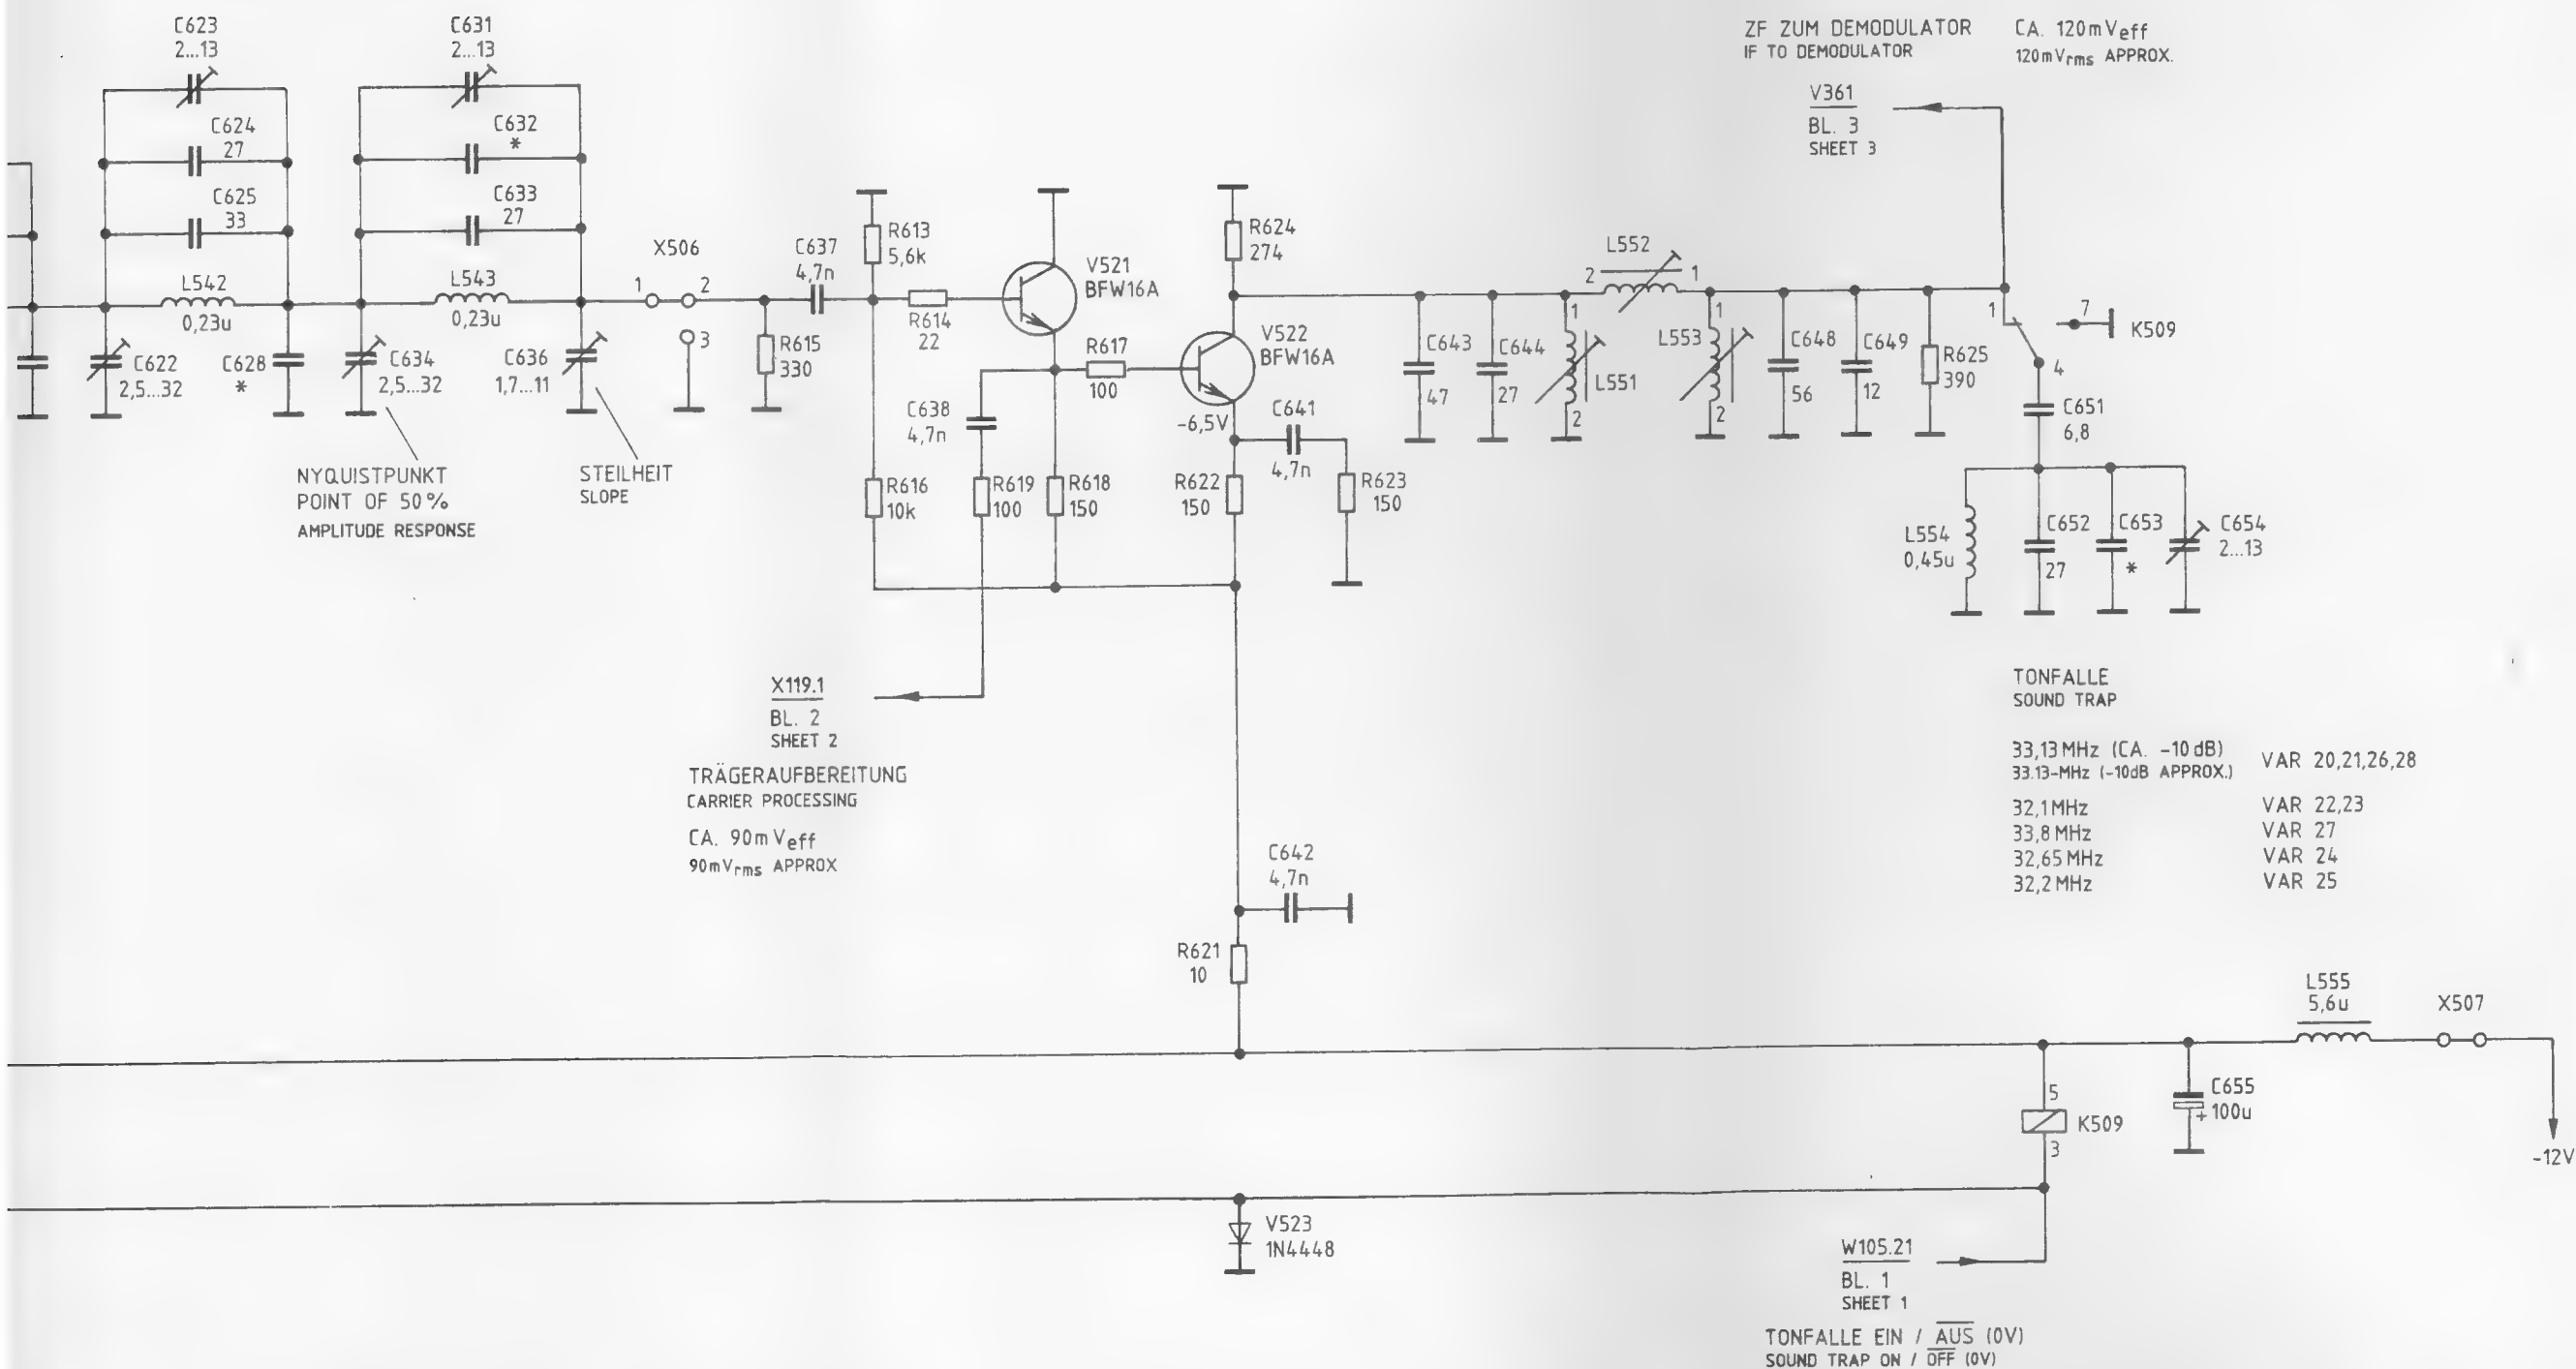 C623
2...13
C624
27
C625
33
L542
0,23u
C622
2,5...32
C628
*
C631
2...13
C632
*
C633
27
L543
0,23u
C634
2,5...32
C636
1,7...11
NYQUISTPUNKT
POINT OF 50%
AMPLITUDE RESPONSE
STEILHEIT
SLOPE
X506
1
2
3
R615
330
C637
4,7n
R613
5,6k
R614
22
V521
BFW16A
R617
100
C638
4,7n
R616
10k
R619
100
R618
150
X119.1
BL. 2
SHEET 2
TRÄGERAUFBEREITUNG
CARRIER PROCESSING
CA. 90mVeff
90mVrms APPROX
R624
274
V522
BFW16A
-6,5V
C641
4,7n
R622
150
R623
150
C642
4,7n
R621
10
V523
1N4448
C643
47
C644
27
1
L551
2
L552
2
1
1
L553
2
C648
56
C649
12
R625
390
ZF ZUM DEMODULATOR CA. 120mVeff
IF TO DEMODULATOR 120mVrms APPROX.
V361
BL. 3
SHEET 3
1
7
K509
4
C651
6,8
L554
0,45u
C652
27
C653
*
C654
2...13
TONFALLE
SOUND TRAP
33,13MHz (CA. -10dB) VAR 20,21,26,28
33.13-MHz (-10dB APPROX.)
32,1MHz VAR 22,23
33,8MHz VAR 27
32,65MHz VAR 24
32,2MHz VAR 25
L555
5,6u
X507
-12V
C655
100u
+
5
K509
3
W105.21
BL. 1
SHEET 1
TONFALLE EIN / A̅U̅S̅ (0V)
SOUND TRAP ON / O̅F̅F̅ (0V)